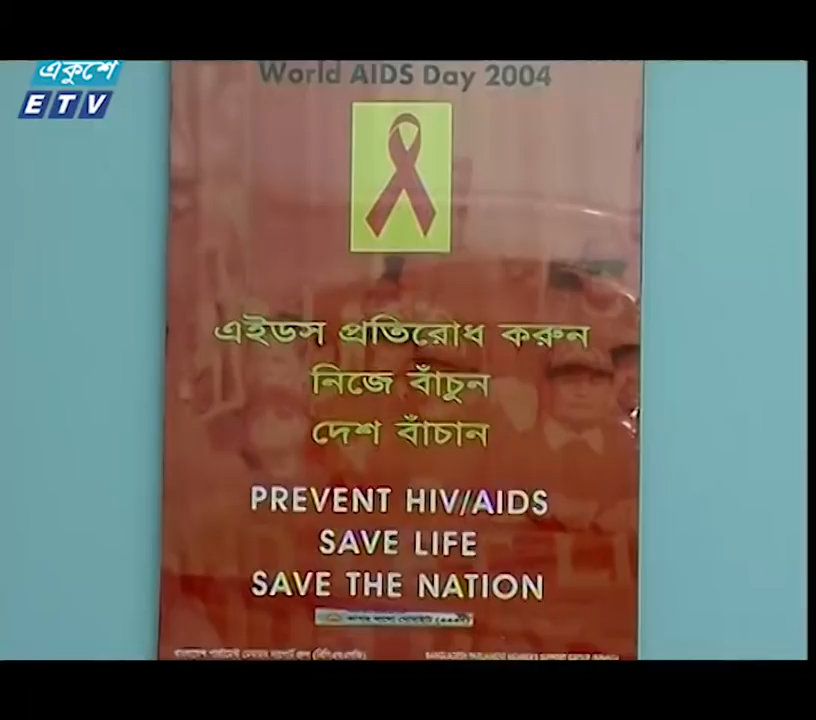 একুশে
ETV
World AIDS Day 2004
এইডস প্রতিরোধ করুন
নিজে বাঁচুন
দেশ বাঁচান
PREVENT HIV/AIDS
SAVE LIFE
SAVE THE NATION